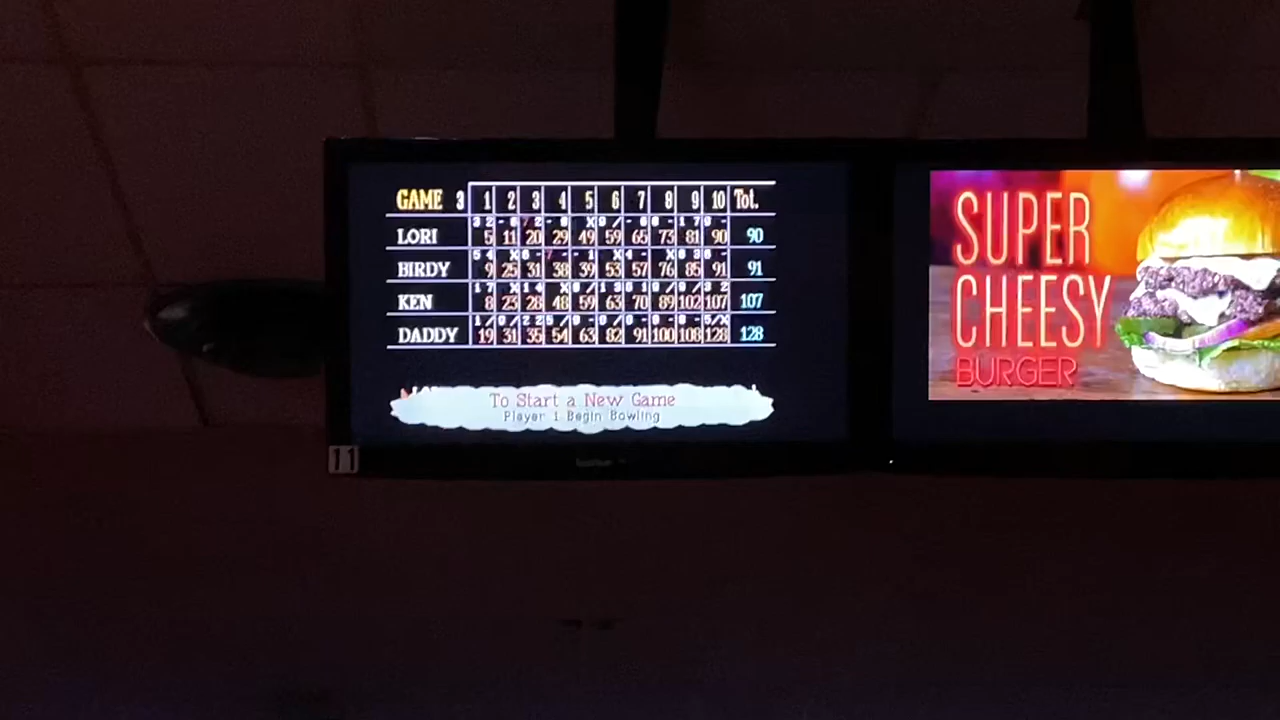 GAME 3 1 2 3 4 5 6 7 8 9 10 Tot.
LORI 5 11 20 29 49 59 65 73 81 90 90
BIRDY 9 25 31 38 39 53 57 76 85 91 91
KEN 8 23 28 48 59 63 70 89 102 107 107
DADDY 19 31 35 54 63 82 91 100 108 128 128
To Start a New Game
Player 1 Begin Bowling
11
SUPER
CHEESY
BURGER